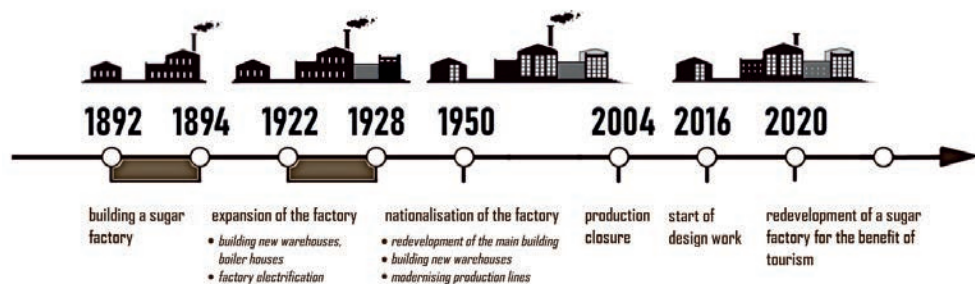 1892 1894 1922 1928 1950 2004 2016 2020
building a sugar
factory
expansion of the factory
• building new warehouses,
boiler houses
• factory electrification
nationalisation of the factory
• redevelopment of the main building
• building new warehouses
• modernising production lines
production
closure
start of
design work
redevelopment of a sugar
factory for the benefit of
tourism